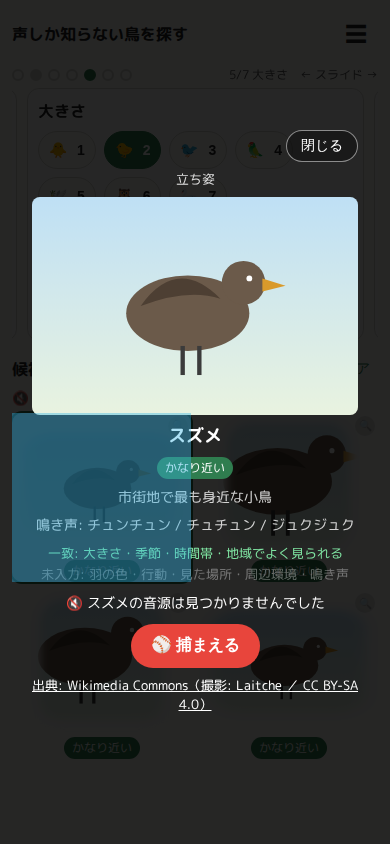 声しか知らない鳥を探す
5/7 大きさ ← スライド →
大きさ
1
2
3
4
閉じる
5
6
7
立ち姿
スズメ
かなり近い
市街地で最も身近な小鳥
鳴き声: チュンチュン / チュチュン / ジュクジュク
一致: 大きさ・季節・時間帯・地域でよく見られる
未入力: 羽の色・行動・見た場所・周辺環境・鳴き声
スズメの音源は見つかりませんでした
捕まえる
出典: Wikimedia Commons（撮影: Laitche ／ CC BY-SA
4.0）
かなり近い
かなり近い